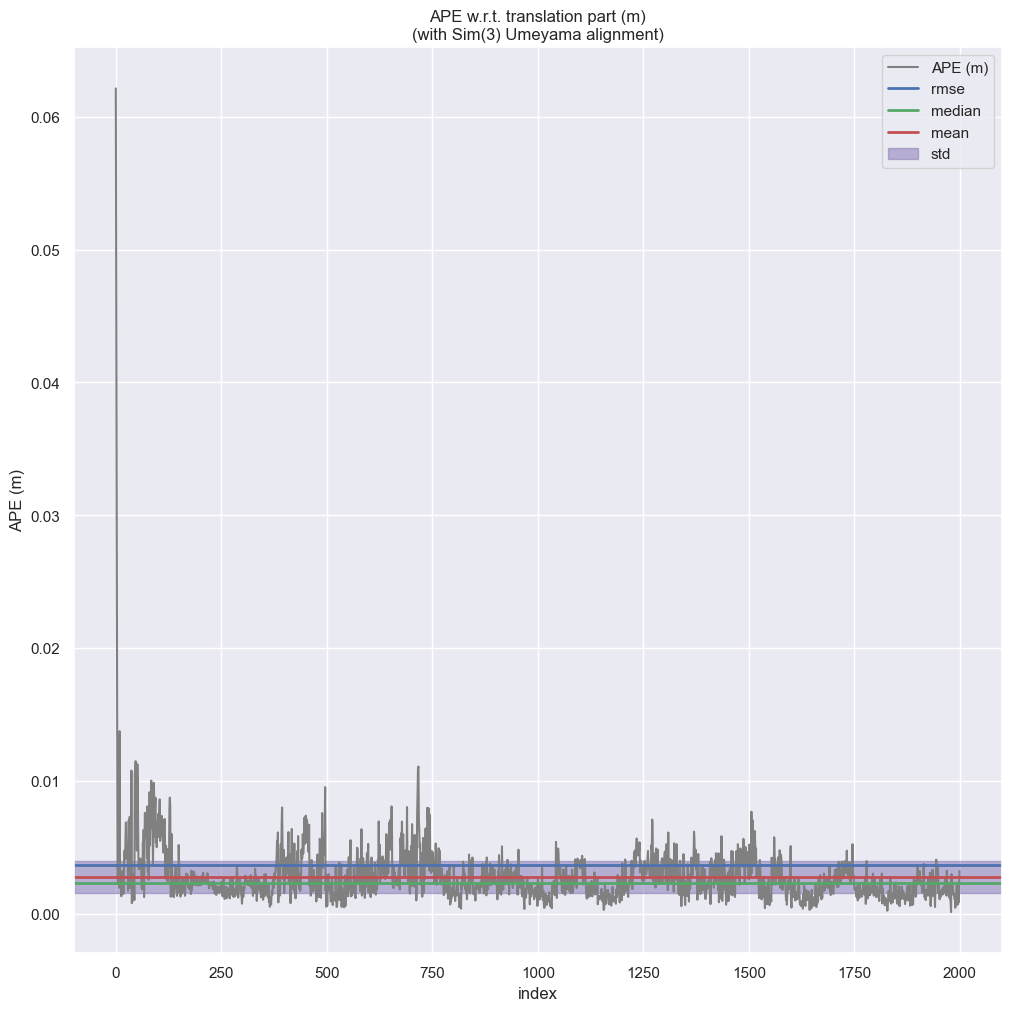 APE w.r.t. translation part (m)
(with Sim(3) Umeyama alignment)
APE (m)
rmse
median
mean
std
0.06
0.05
0.04
0.03
0.02
0.01
0.00
APE (m)
0
250
500
750
1000
1250
1500
1750
2000
index